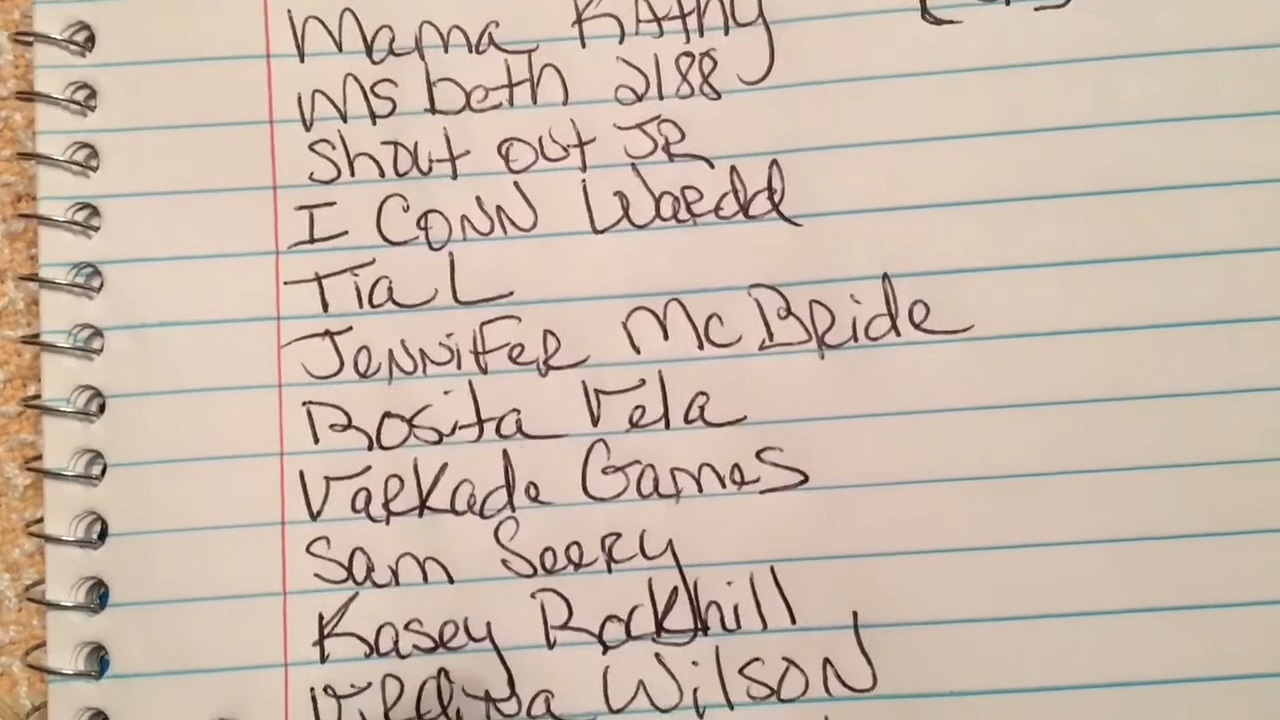 Mama KAthy
Ms beth 2188
Shout out JR
I CONN Waedd
Tia L
JENNiFER McBRide
Rosita Vela
VaRKade Games
Sam SeeRy
Kasey Rockhill
WilsoN